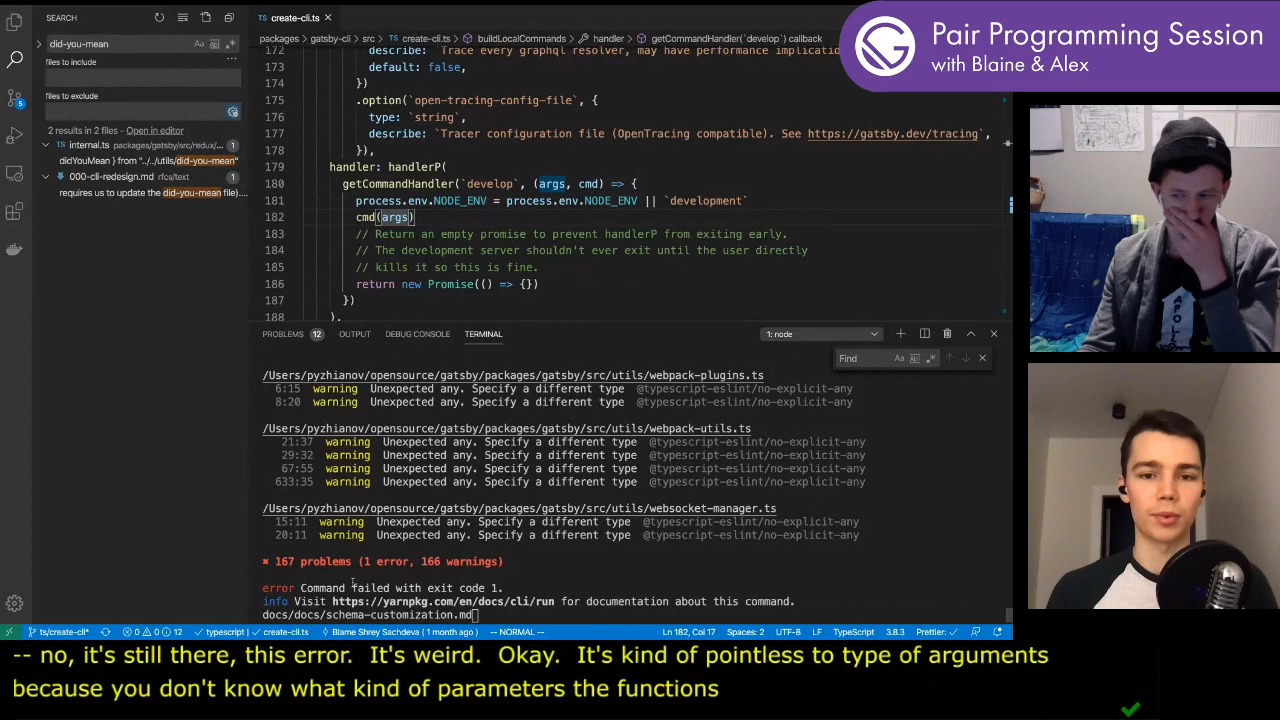 SEARCH
did-you-mean
files to include
files to exclude
2 results in 2 files - Open in editor
internal.ts packages/gatsby/src/redux/... 1
didYouMean } from "../../utils/did-you-mean"
000-cli-redesign.md rfcs/text 1
requires us to update the did-you-mean file)...
5
TS create-cli.ts
packages > gatsby-cli > src > TS create-cli.ts > buildLocalCommands > handler > getCommandHandler(`develop`) callback
172 describe: `Trace every graphql resolver, may have performance implicatio
173 default: false,
174 })
175 .option(`open-tracing-config-file`, {
176 type: `string`,
177 describe: `Tracer configuration file (OpenTracing compatible). See https://gatsby.dev/tracing`,
178 }),
179 handler: handlerP(
180 getCommandHandler(`develop`, (args, cmd) => {
181 process.env.NODE_ENV = process.env.NODE_ENV || `development`
182 cmd(args)
183 // Return an empty promise to prevent handlerP from exiting early.
184 // The development server shouldn't ever exit until the user directly
185 // kills it so this is fine.
186 return new Promise(() => {})
187 })
188 ),
PROBLEMS 12 OUTPUT DEBUG CONSOLE TERMINAL 1: node
Find
/Users/pyzhianov/opensource/gatsby/packages/gatsby/src/utils/webpack-plugins.ts
6:15 warning Unexpected any. Specify a different type @typescript-eslint/no-explicit-any
8:20 warning Unexpected any. Specify a different type @typescript-eslint/no-explicit-any
/Users/pyzhianov/opensource/gatsby/packages/gatsby/src/utils/webpack-utils.ts
21:37 warning Unexpected any. Specify a different type @typescript-eslint/no-explicit-any
29:32 warning Unexpected any. Specify a different type @typescript-eslint/no-explicit-any
67:55 warning Unexpected any. Specify a different type @typescript-eslint/no-explicit-any
633:35 warning Unexpected any. Specify a different type @typescript-eslint/no-explicit-any
/Users/pyzhianov/opensource/gatsby/packages/gatsby/src/utils/websocket-manager.ts
15:11 warning Unexpected any. Specify a different type @typescript-eslint/no-explicit-any
20:11 warning Unexpected any. Specify a different type @typescript-eslint/no-explicit-any
✖ 167 problems (1 error, 166 warnings)
error Command failed with exit code 1.
info Visit https://yarnpkg.com/en/docs/cli/run for documentation about this command.
docs/docs/schema-customization.md
ts/create-cli* 0 0 12 typescript | create-cli.ts Blame Shrey Sachdeva ( 1 month ago ) -- NORMAL -- Ln 182, Col 17 Spaces: 2 UTF-8 LF TypeScript 3.8.3 Prettier:
Pair Programming Session
with Blaine & Alex
-- no, it's still there, this error. It's weird. Okay. It's kind of pointless to type of arguments
because you don't know what kind of parameters the functions